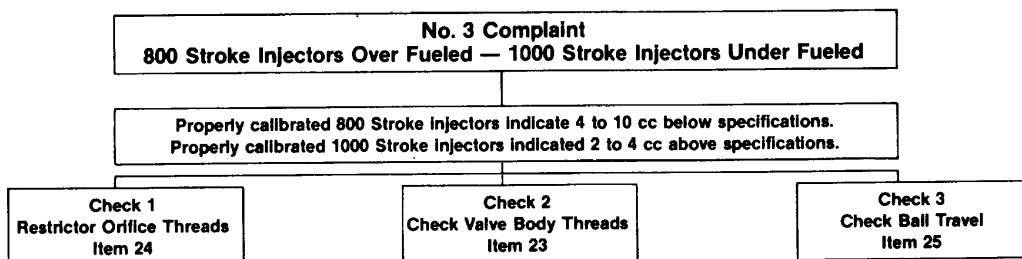 No. 3 Complaint
800 Stroke Injectors Over Fueled — 1000 Stroke Injectors Under Fueled
Properly calibrated 800 Stroke injectors indicate 4 to 10 cc below specifications.
Properly calibrated 1000 Stroke injectors indicated 2 to 4 cc above specifications.
Check 1
Restrictor Orifice Threads
Item 24
Check 2
Check Valve Body Threads
Item 23
Check 3
Check Ball Travel
Item 25